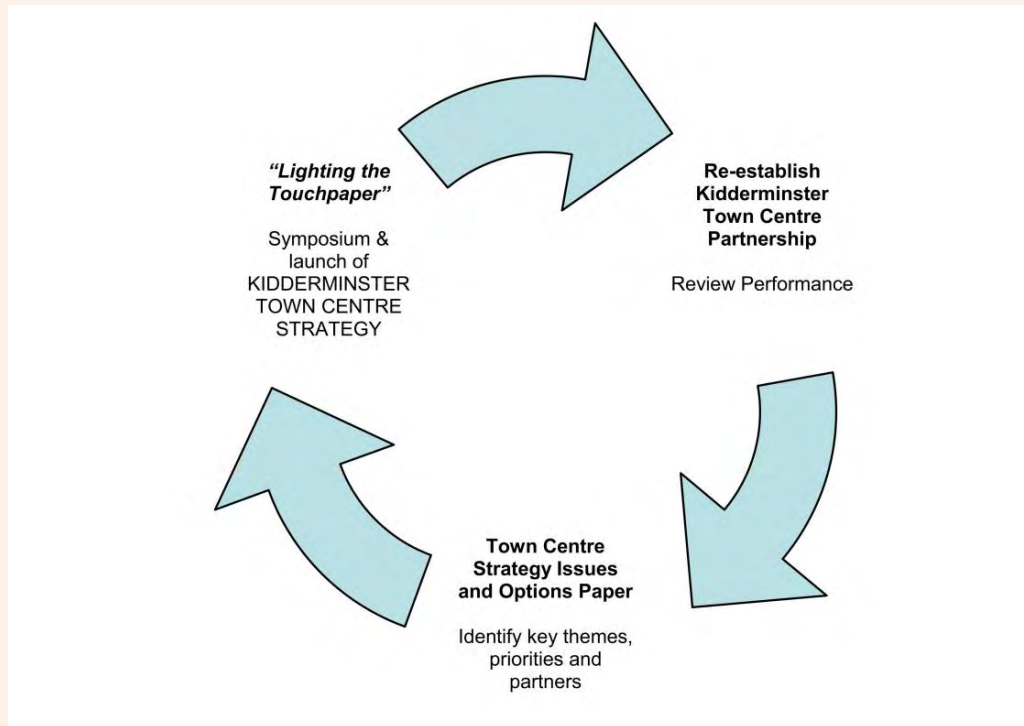 “Lighting the
Touchpaper”
Symposium &
launch of
KIDDERMINSTER
TOWN CENTRE
STRATEGY
Re-establish
Kidderminster
Town Centre
Partnership
Review Performance
Town Centre
Strategy Issues
and Options Paper
Identify key themes,
priorities and
partners